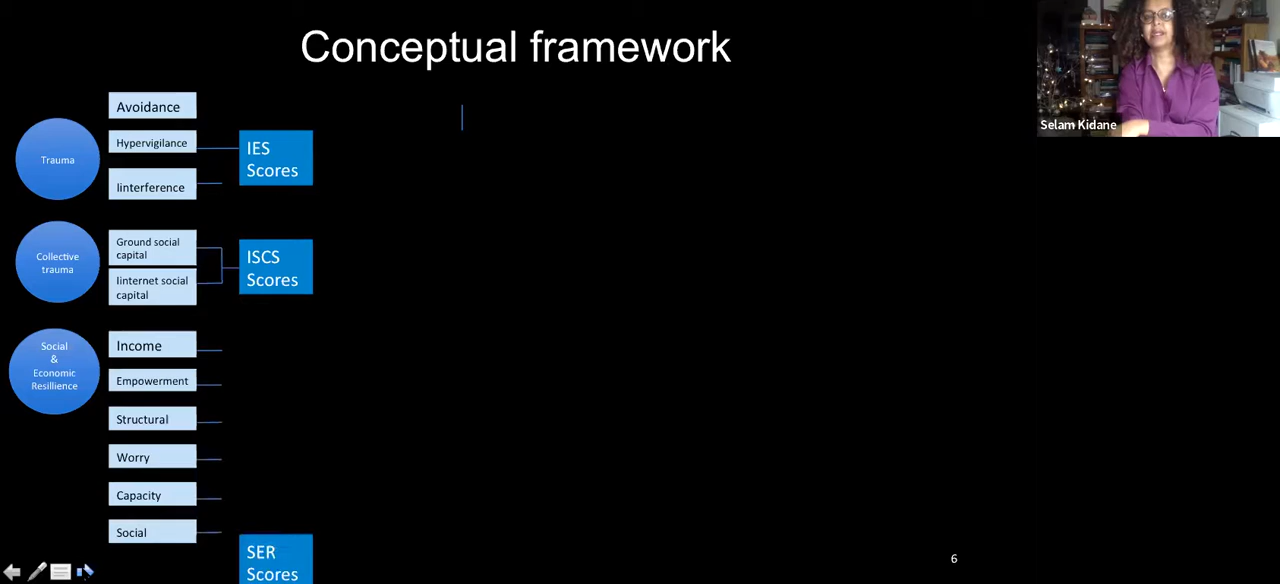 Conceptual framework
Selam Kidane
Trauma
Avoidance
Hypervigilance
Iinterference
IES
Scores
Collective
trauma
Ground social
capital
Iinternet social
capital
ISCS
Scores
Social
&
Economic
Resillience
Income
Empowerment
Structural
Worry
Capacity
Social
SER
Scores
6